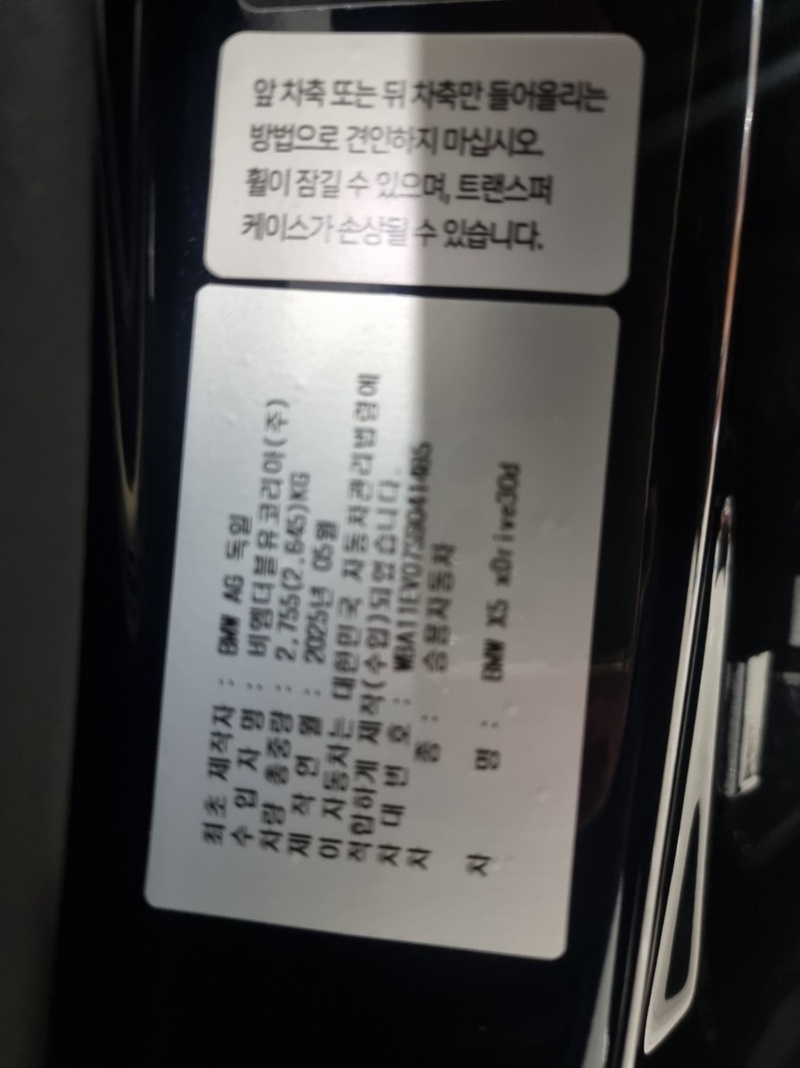 앞 차축 또는 뒤 차축만 들어올리는
방법으로 견인하지 마십시오.
휠이 잠길 수 있으며, 트랜스퍼
케이스가 손상될 수 있습니다.
최초 제작자 : BMW AG 독일
수 입 자 명 : 비엠더블유코리아(주)
차량 총중량 : 2,755(2,645)KG
제 작 연 월 : 2025년 05월
이 자동차는 대한민국 자동차관리법령에
적합하게 제작(수입)되었습니다.
차 대 번 호 :
차 종 : 승용자동차
차 명 : BMW X5 xDrive30d